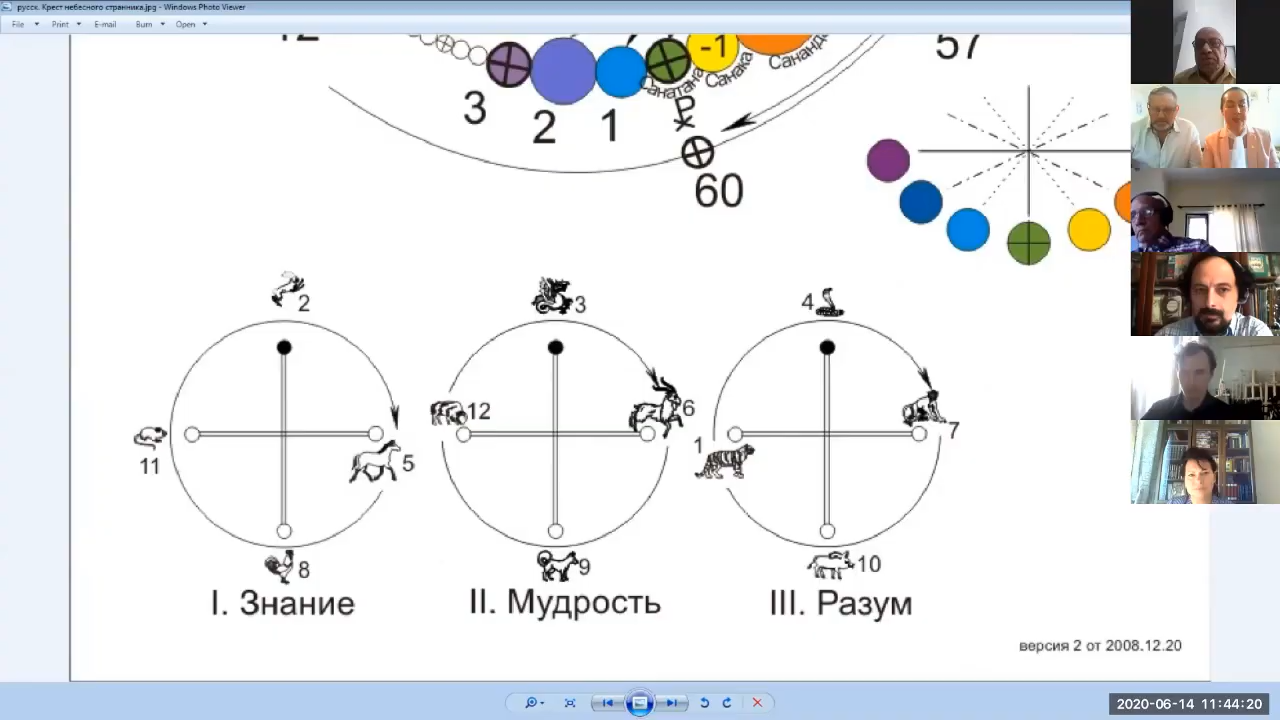 русск. Крест небесного странника.jpg - Windows Photo Viewer
File Print E-mail Burn Open
57
-1
Сананда
Санака
Санатана
3
2
1
Р
60
2
3
4
12
6
11
5
1
7
8
9
10
I. Знание
II. Мудрость
III. Разум
версия 2 от 2008.12.20
2020-06-14 11:44:20